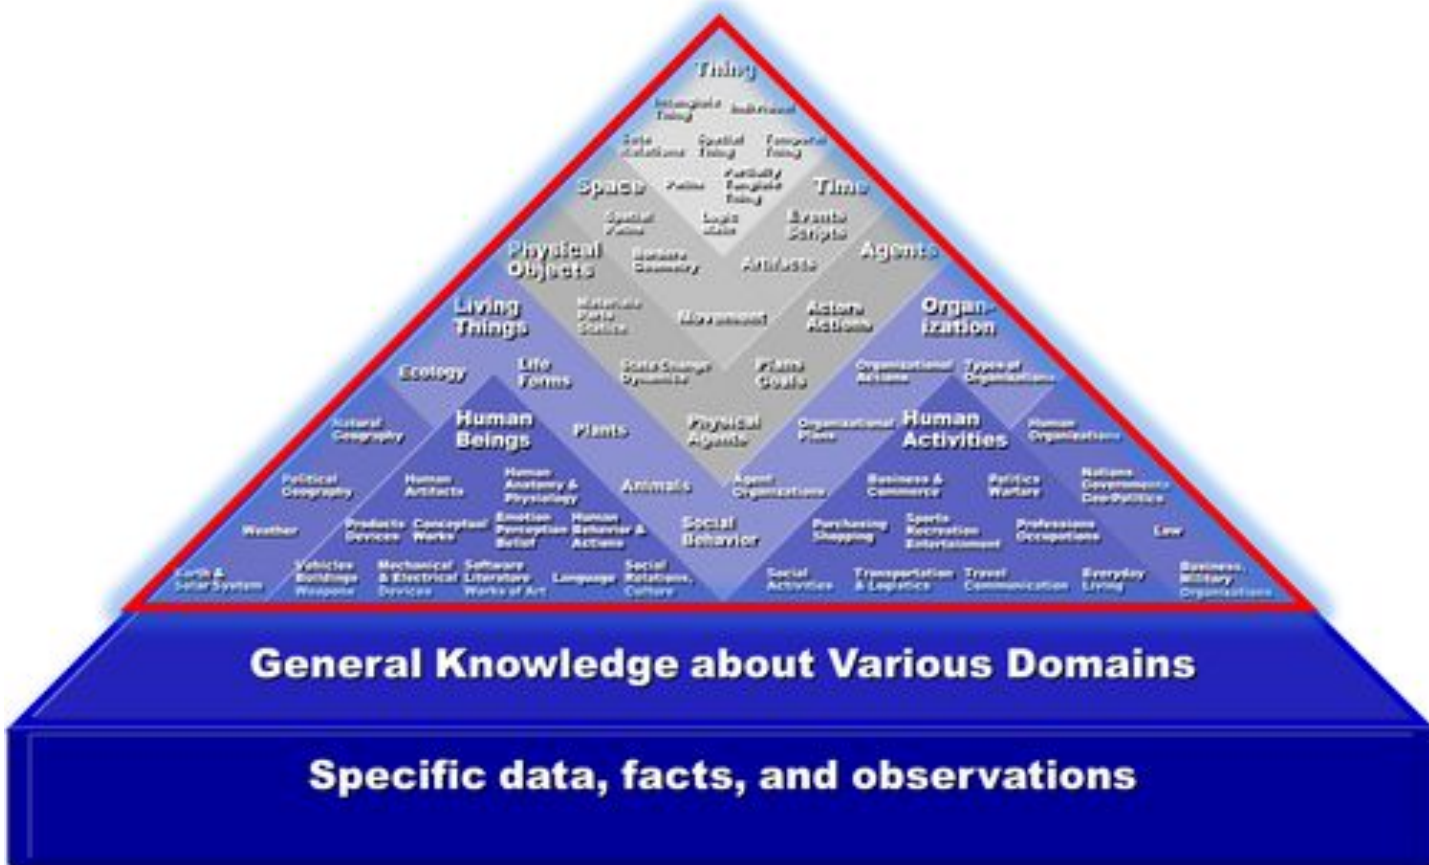 Thing
Intangible
Thing
Individual
Sets
Relations
Spatial
Thing
Temporal
Thing
Space
Paths
Partially
Tangible
Thing
Time
Spatial
Paths
Logic
Math
Events
Scripts
Physical
Objects
Borders
Geometry
Artifacts
Agents
Living
Things
Materials
Parts
Statics
Movement
Actors
Actions
Organ-
ization
Ecology
Life
Forms
State Change
Dynamics
Plans
Goals
Organizational
Actions
Types of
Organizations
Natural
Geography
Human
Beings
Plants
Physical
Agents
Organizational
Plans
Human
Activities
Human
Organizations
Political
Geography
Human
Artifacts
Human
Anatomy &
Physiology
Animals
Agent
Organizations
Business &
Commerce
Politics
Warfare
Nations
Governments
Geo-Politics
Weather
Products
Devices
Conceptual
Works
Emotion
Perception
Belief
Human
Behavior &
Actions
Social
Behavior
Purchasing
Shopping
Sports
Recreation
Entertainment
Professions
Occupations
Law
Earth &
Solar System
Vehicles
Buildings
Weapons
Mechanical
& Electrical
Devices
Software
Literature
Works of Art
Language
Social
Relations,
Culture
Social
Activities
Transportation
& Logistics
Travel
Communication
Everyday
Living
Business,
Military
Organizations
General Knowledge about Various Domains
Specific data, facts, and observations